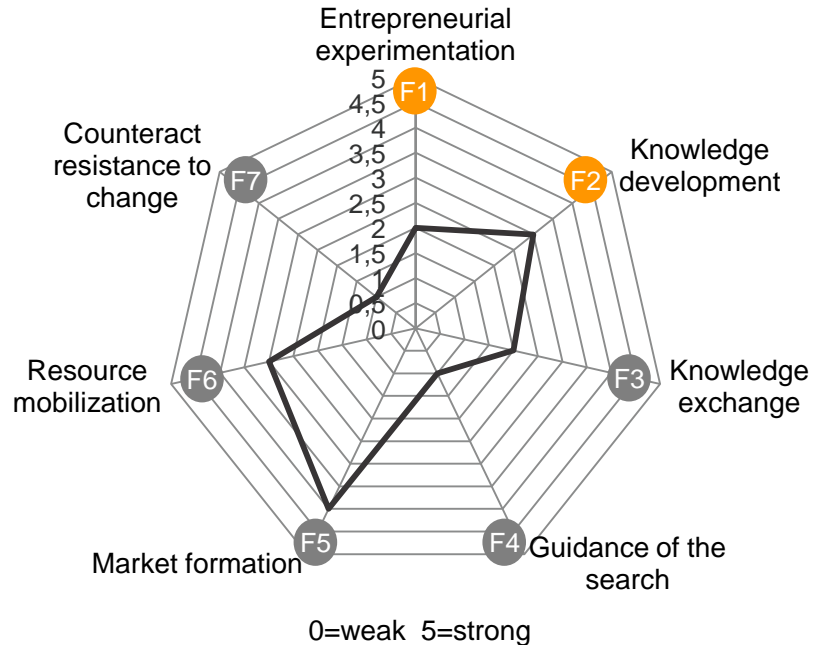 Entrepreneurial
experimentation
5
F1
4,5
4
Counteract
resistance to
change
F7
3,5
3
2,5
2
1,5
1
0,5
0
F2
Knowledge
development
Resource
mobilization
F6
F3
Knowledge
exchange
Market formation
F5
F4
Guidance of the
search
0=weak 5=strong